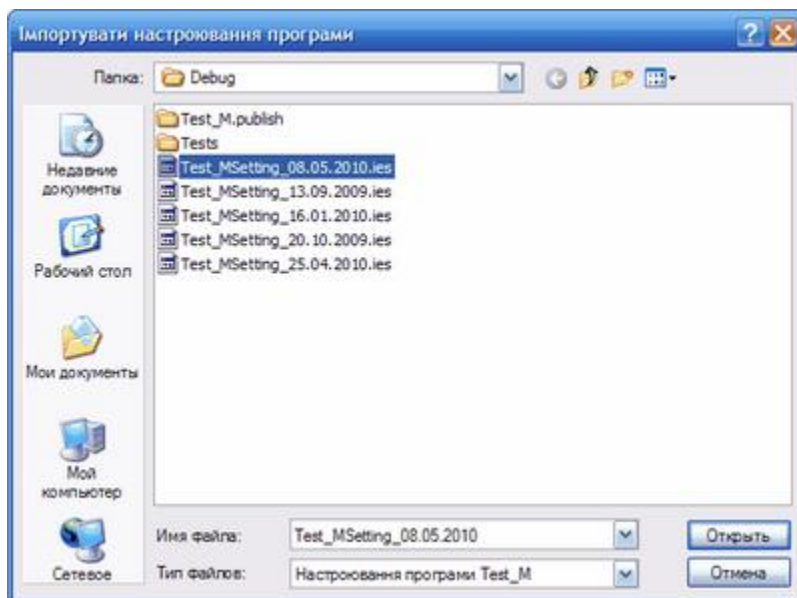 Імпортувати настроювання програми
Папка: Debug
Test_M.publish
Tests
Test_MSetting_08.05.2010.ies
Test_MSetting_13.09.2009.ies
Test_MSetting_16.01.2010.ies
Test_MSetting_20.10.2009.ies
Test_MSetting_25.04.2010.ies
Недавние
документы
Рабочий стол
Мои документы
Мой
компьютер
Сетевое
Имя файла: Test_MSetting_08.05.2010 Открыть
Тип файлов: Настроювання програми Test_M Отмена